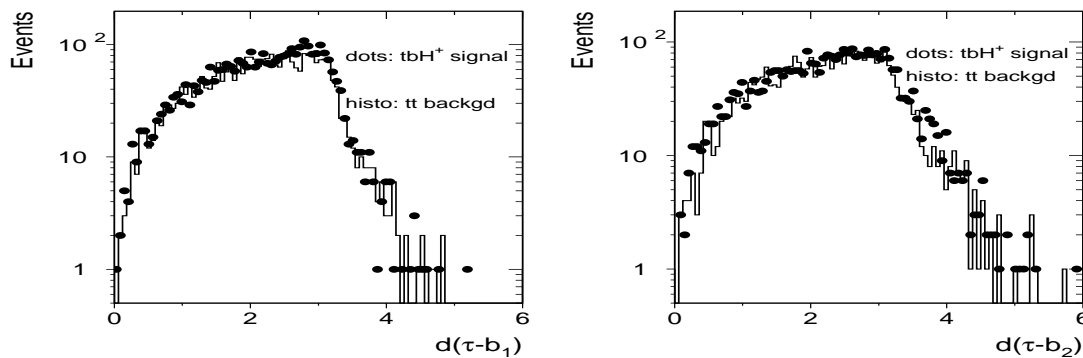 Events
10 2
dots: tbH+ signal
histo: tt backgd
10
1
0 2 4 6
d(τ-b1)
Events
10 2
dots: tbH+ signal
histo: tt backgd
10
1
0 2 4 6
d(τ-b2)